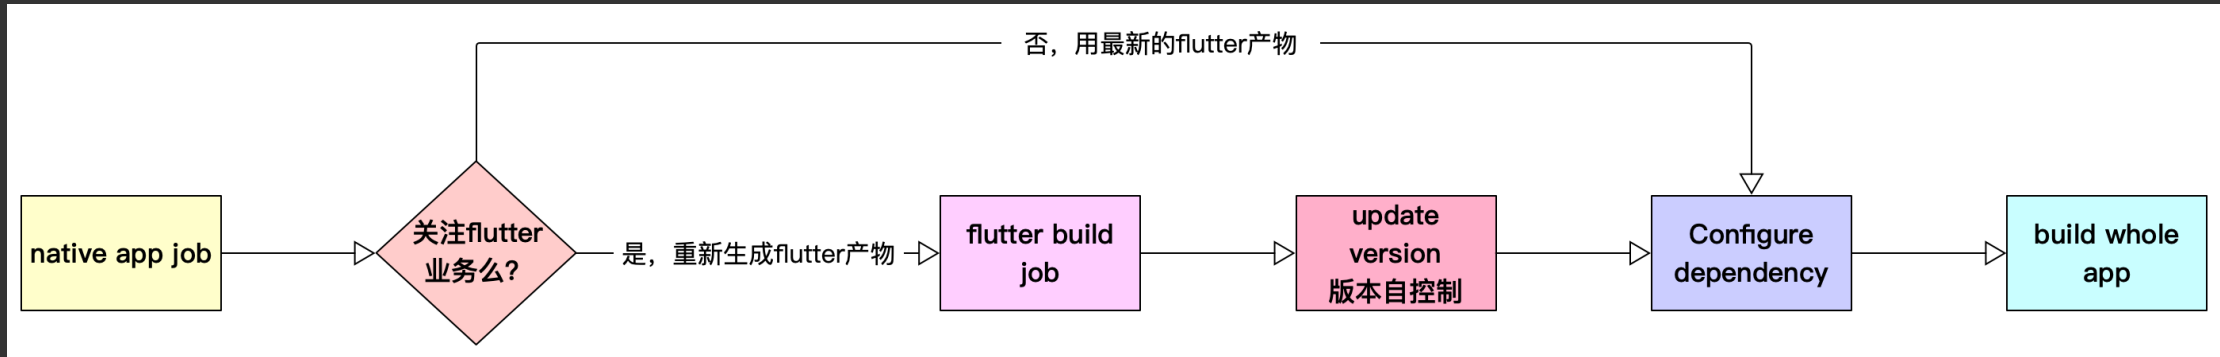 否，用最新的flutter产物
native app job
关注flutter
业务么？
是，重新生成flutter产物
flutter build
job
update
version
版本自控制
Configure
dependency
build whole
app